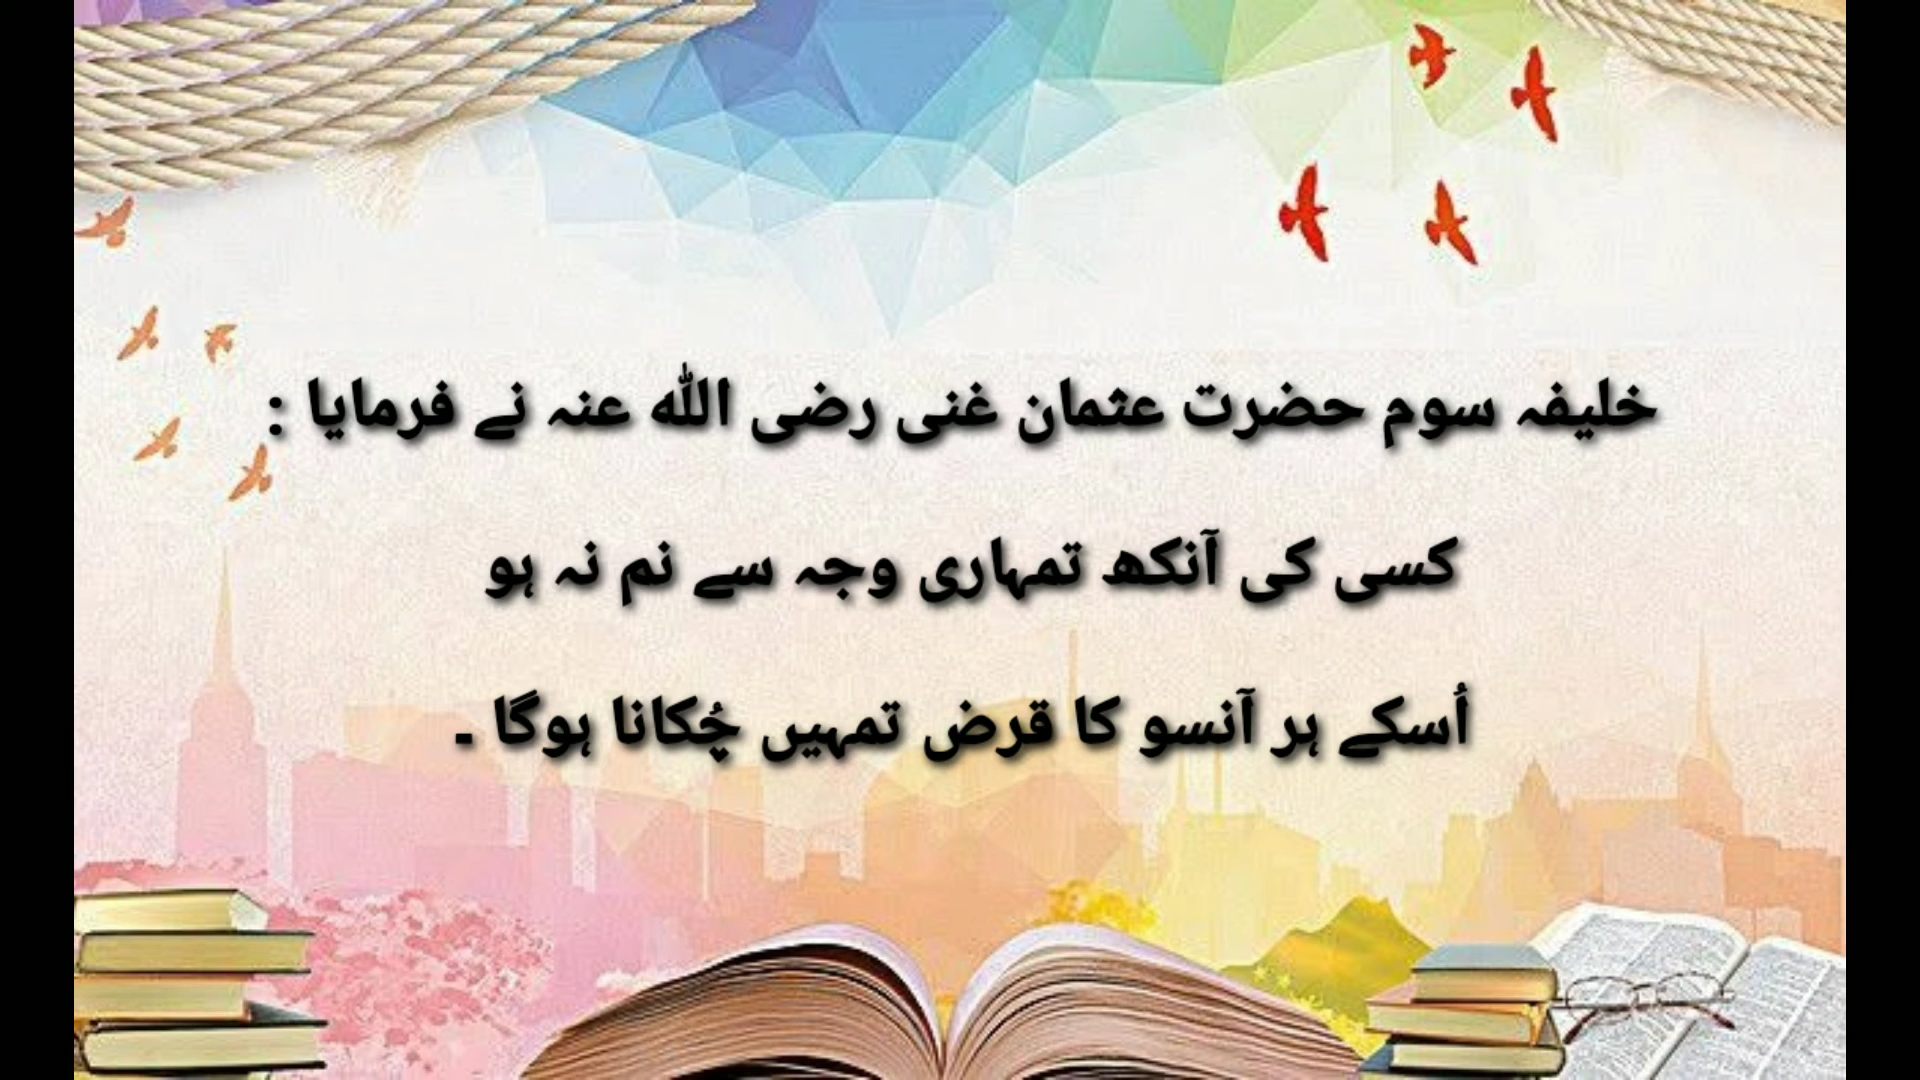 خلیفہ سوم حضرت عثمان غنی رضی اللہ عنہ نے فرمایا :
کسی کی آنکھ تمہاری وجہ سے نم نہ ہو
اُسکے ہر آنسو کا قرض تمہیں چُکانا ہوگا ۔